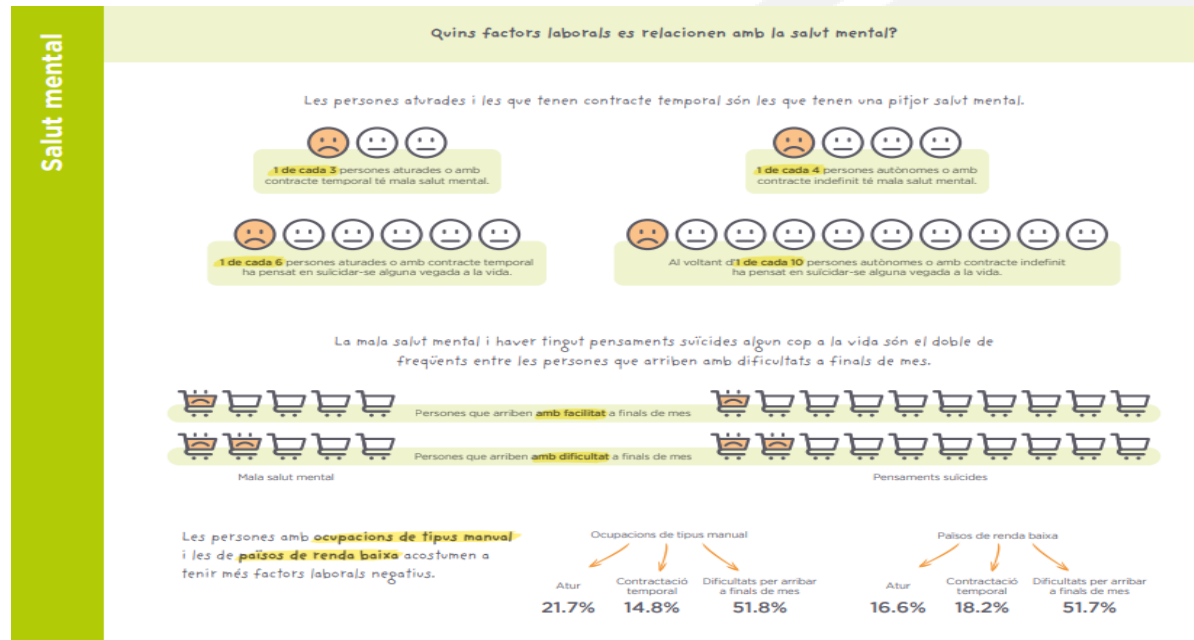 Salut mental
Quins factors laborals es relacionen amb la salut mental?
Les persones aturades i les que tenen contracte temporal són les que tenen una pitjor salut mental.
1 de cada 3 persones aturades o amb
contracte temporal té mala salut mental.
1 de cada 4 persones autònomes o amb
contracte indefinit té mala salut mental.
1 de cada 6 persones aturades o amb contracte temporal
ha pensat en suïcidar-se alguna vegada a la vida.
Al voltant d'1 de cada 10 persones autònomes o amb contracte indefinit
ha pensat en suïcidar-se alguna vegada a la vida.
La mala salut mental i haver tingut pensaments suïcides algun cop a la vida són el doble de
freqüents entre les persones que arriben amb dificultats a finals de mes.
Persones que arriben amb facilitat a finals de mes
Persones que arriben amb dificultat a finals de mes
Mala salut mental
Pensaments suïcides
Les persones amb ocupacions de tipus manual
i les de països de renda baixa acostumen a
tenir més factors laborals negatius.
Ocupacions de tipus manual
Atur
21.7%
Contractació
temporal
14.8%
Dificultats per arribar
a finals de mes
51.8%
Països de renda baixa
Atur
16.6%
Contractació
temporal
18.2%
Dificultats per arribar
a finals de mes
51.7%